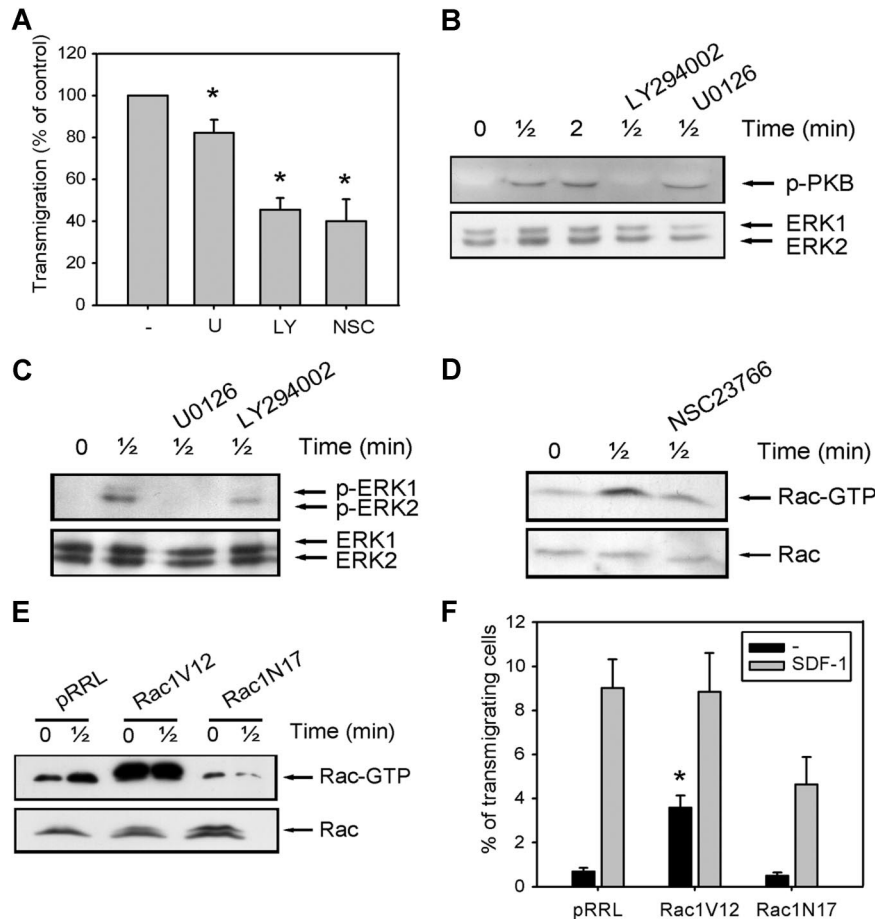 A
Transmigration (% of control)
120
100
80
60
40
20
0
*
*
*
- U LY NSC
B
LY294002
U0126
0 ½ 2 ½ ½ Time (min)
p-PKB
ERK1
ERK2
C
U0126
LY294002
0 ½ ½ ½ Time (min)
p-ERK1
p-ERK2
ERK1
ERK2
D
NSC23766
0 ½ ½ Time (min)
Rac-GTP
Rac
E
pRRL Rac1V12 Rac1N17
0 ½ 0 ½ 0 ½ Time (min)
Rac-GTP
Rac
F
% of transmigrating cells
12
10
8
6
4
2
0
-
SDF-1
*
pRRL Rac1V12 Rac1N17